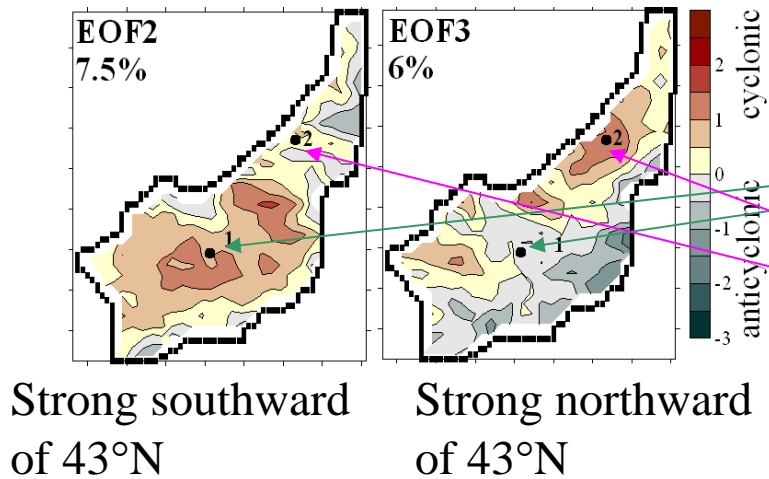 EOF2
7.5%
2
1
Strong southward
of 43°N
EOF3
6%
2
1
Strong northward
of 43°N
cyclonic
anticyclonic
2
1
0
-1
-2
-3